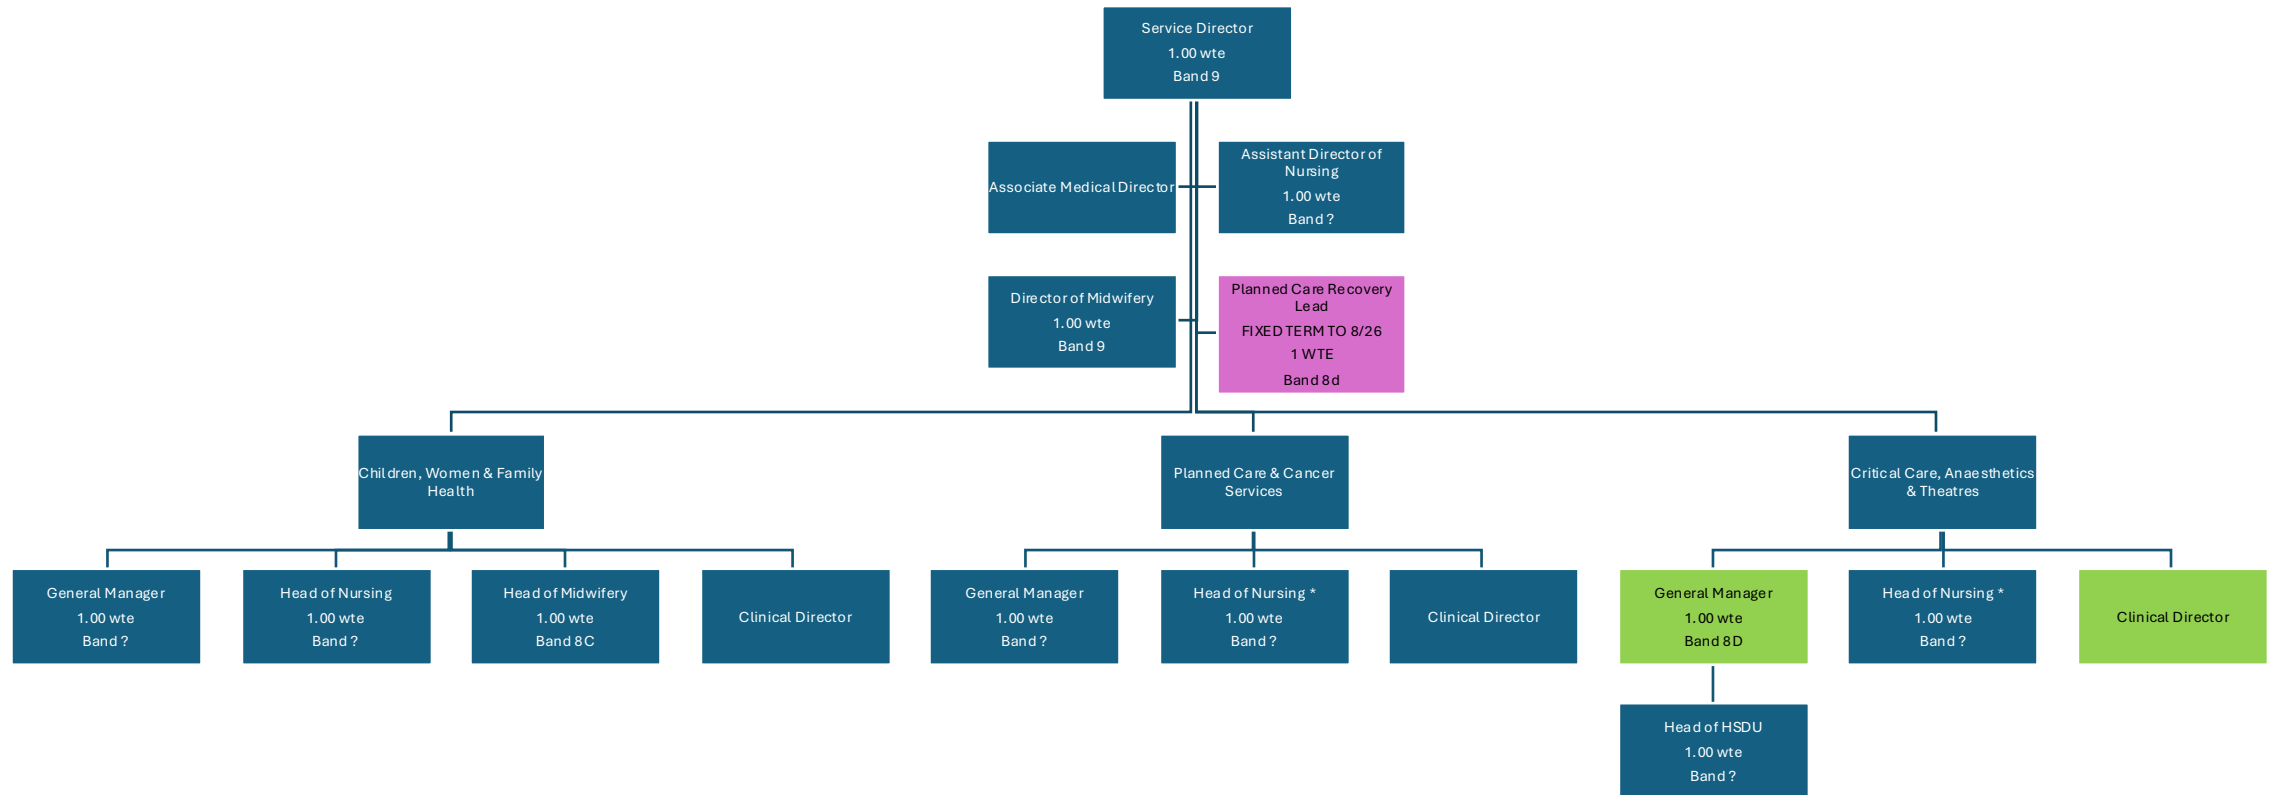 Service Director
1.00 wte
Band 9
Associate Medical Director
Assistant Director of
Nursing
1.00 wte
Band ?
Director of Midwifery
1.00 wte
Band 9
Planned Care Recovery
Lead
FIXED TERM TO 8/26
1 WTE
Band 8d
Children, Women & Family
Health
Planned Care & Cancer
Services
Critical Care, Anaesthetics
& Theatres
General Manager
1.00 wte
Band ?
Head of Nursing
1.00 wte
Band ?
Head of Midwifery
1.00 wte
Band 8C
Clinical Director
General Manager
1.00 wte
Band ?
Head of Nursing *
1.00 wte
Band ?
Clinical Director
General Manager
1.00 wte
Band 8D
Head of Nursing *
1.00 wte
Band ?
Clinical Director
Head of HSDU
1.00 wte
Band ?